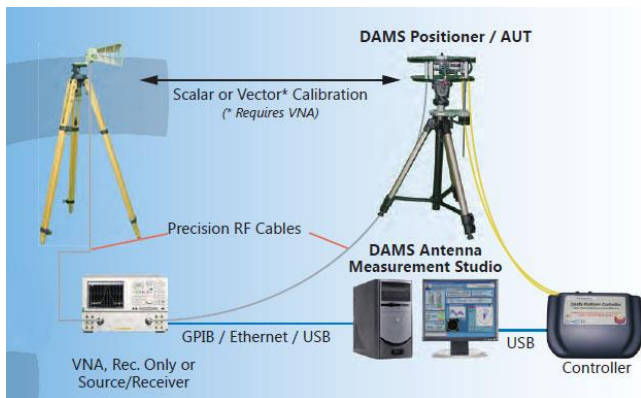 DAMS Positioner / AUT
Scalar or Vector* Calibration
(* Requires VNA)
Precision RF Cables
DAMS Antenna
Measurement Studio
GPIB / Ethernet / USB
USB
VNA, Rec. Only or
Source/Receiver
Controller